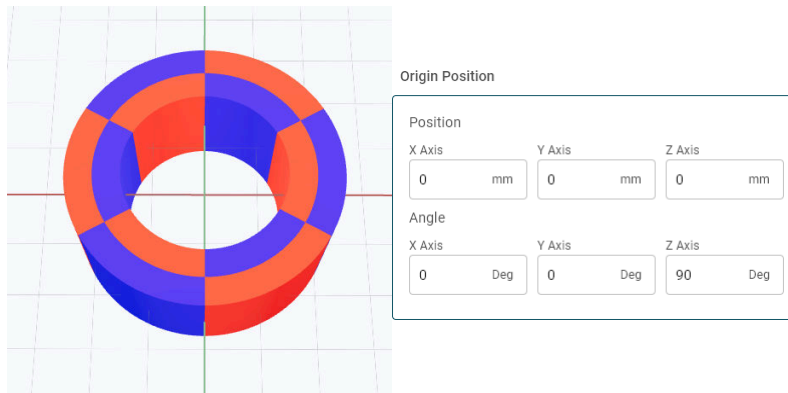 Origin Position
Position
X Axis Y Axis Z Axis
0 mm 0 mm 0 mm
Angle
X Axis Y Axis Z Axis
0 Deg 0 Deg 90 Deg